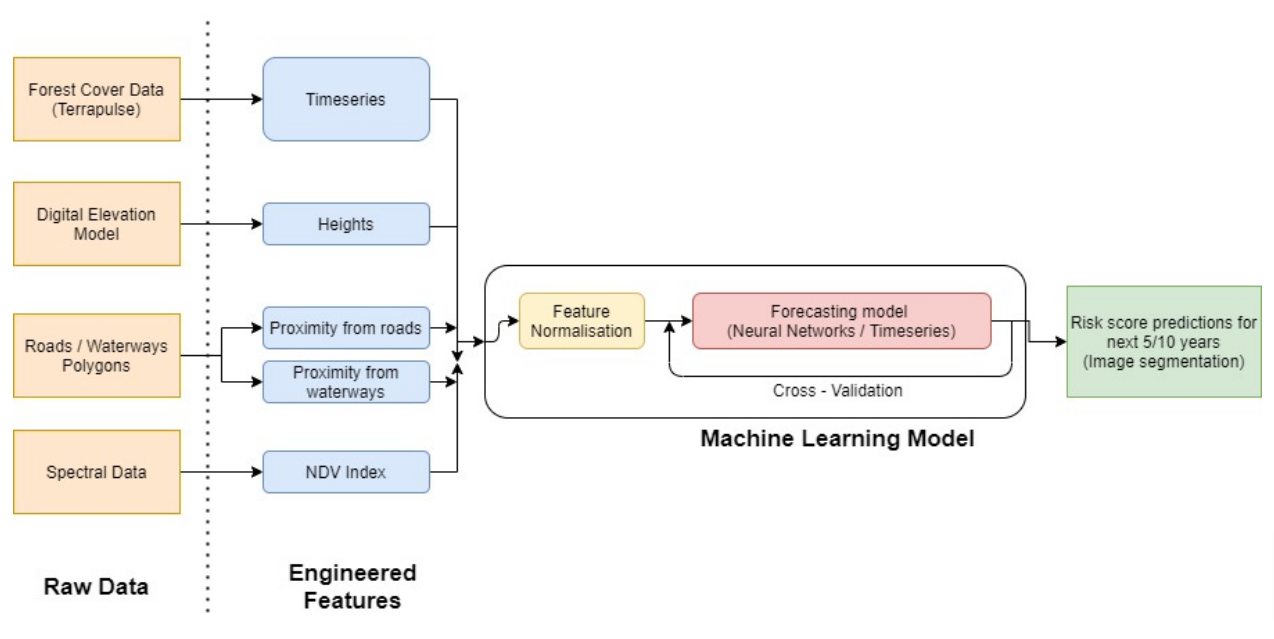 Forest Cover Data
(Terrapulse)
Timeseries
Digital Elevation
Model
Heights
Roads / Waterways
Polygons
Proximity from roads
Proximity from
waterways
Spectral Data
NDV Index
Feature
Normalisation
Forecasting model
(Neural Networks / Timeseries)
Cross - Validation
Machine Learning Model
Risk score predictions for
next 5/10 years
(Image segmentation)
Raw Data
Engineered
Features